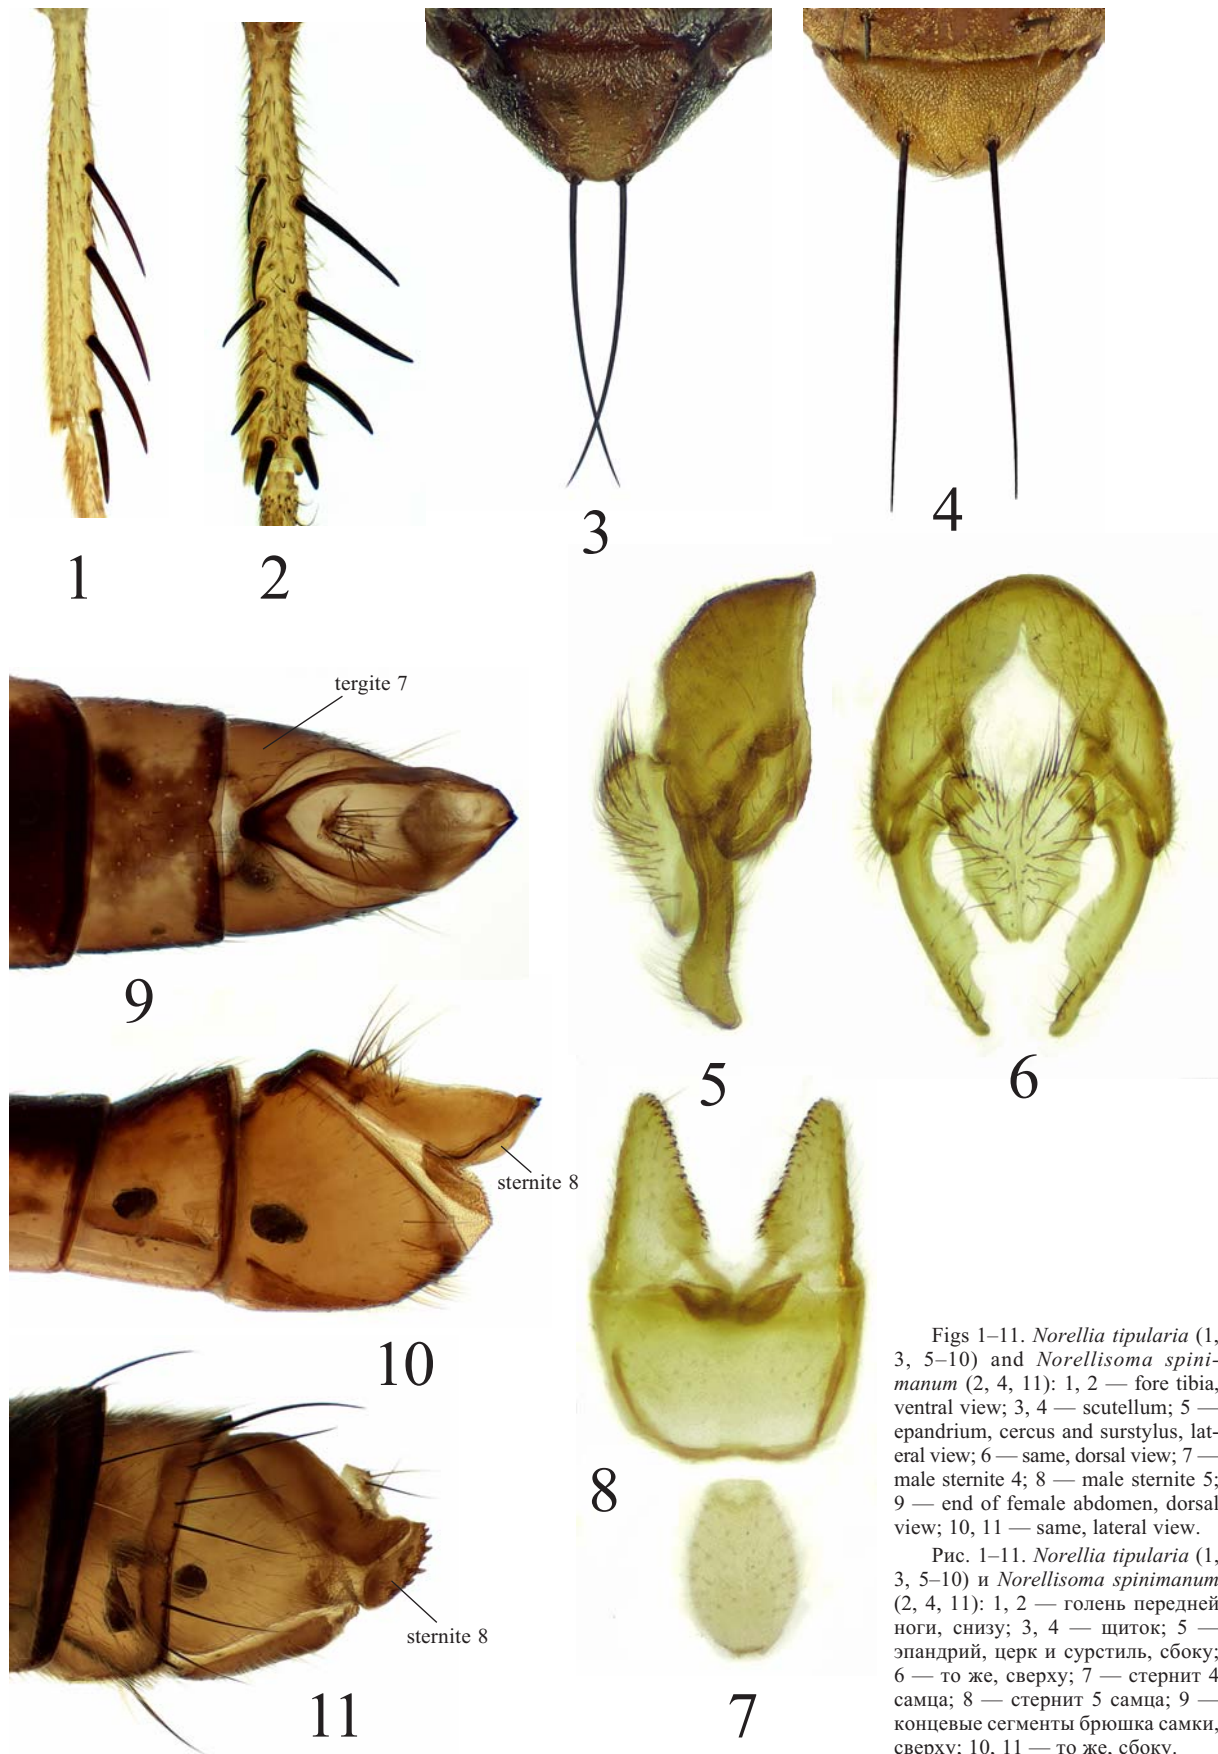 1
2
3
4
tergite 7
9
5
6
sternite 8
10
8
sternite 8
11
7
Figs 1–11. Norellia tipularia (1,
3, 5–10) and Norellisoma spini-
manum (2, 4, 11): 1, 2 — fore tibia,
ventral view; 3, 4 — scutellum; 5 —
epandrium, cercus and surstylus, lat-
eral view; 6 — same, dorsal view; 7 —
male sternite 4; 8 — male sternite 5;
9 — end of female abdomen, dorsal
view; 10, 11 — same, lateral view.
Рис. 1–11. Norellia tipularia (1,
3, 5–10) и Norellisoma spinimanum
(2, 4, 11): 1, 2 — голень передней
ноги, снизу; 3, 4 — щиток; 5 —
эпандрий, церк и сурстиль, сбоку;
6 — то же, сверху; 7 — стернит 4
самца; 8 — стернит 5 самца; 9 —
концевые сегменты брюшка самки,
сверху; 10, 11 — то же, сбоку.